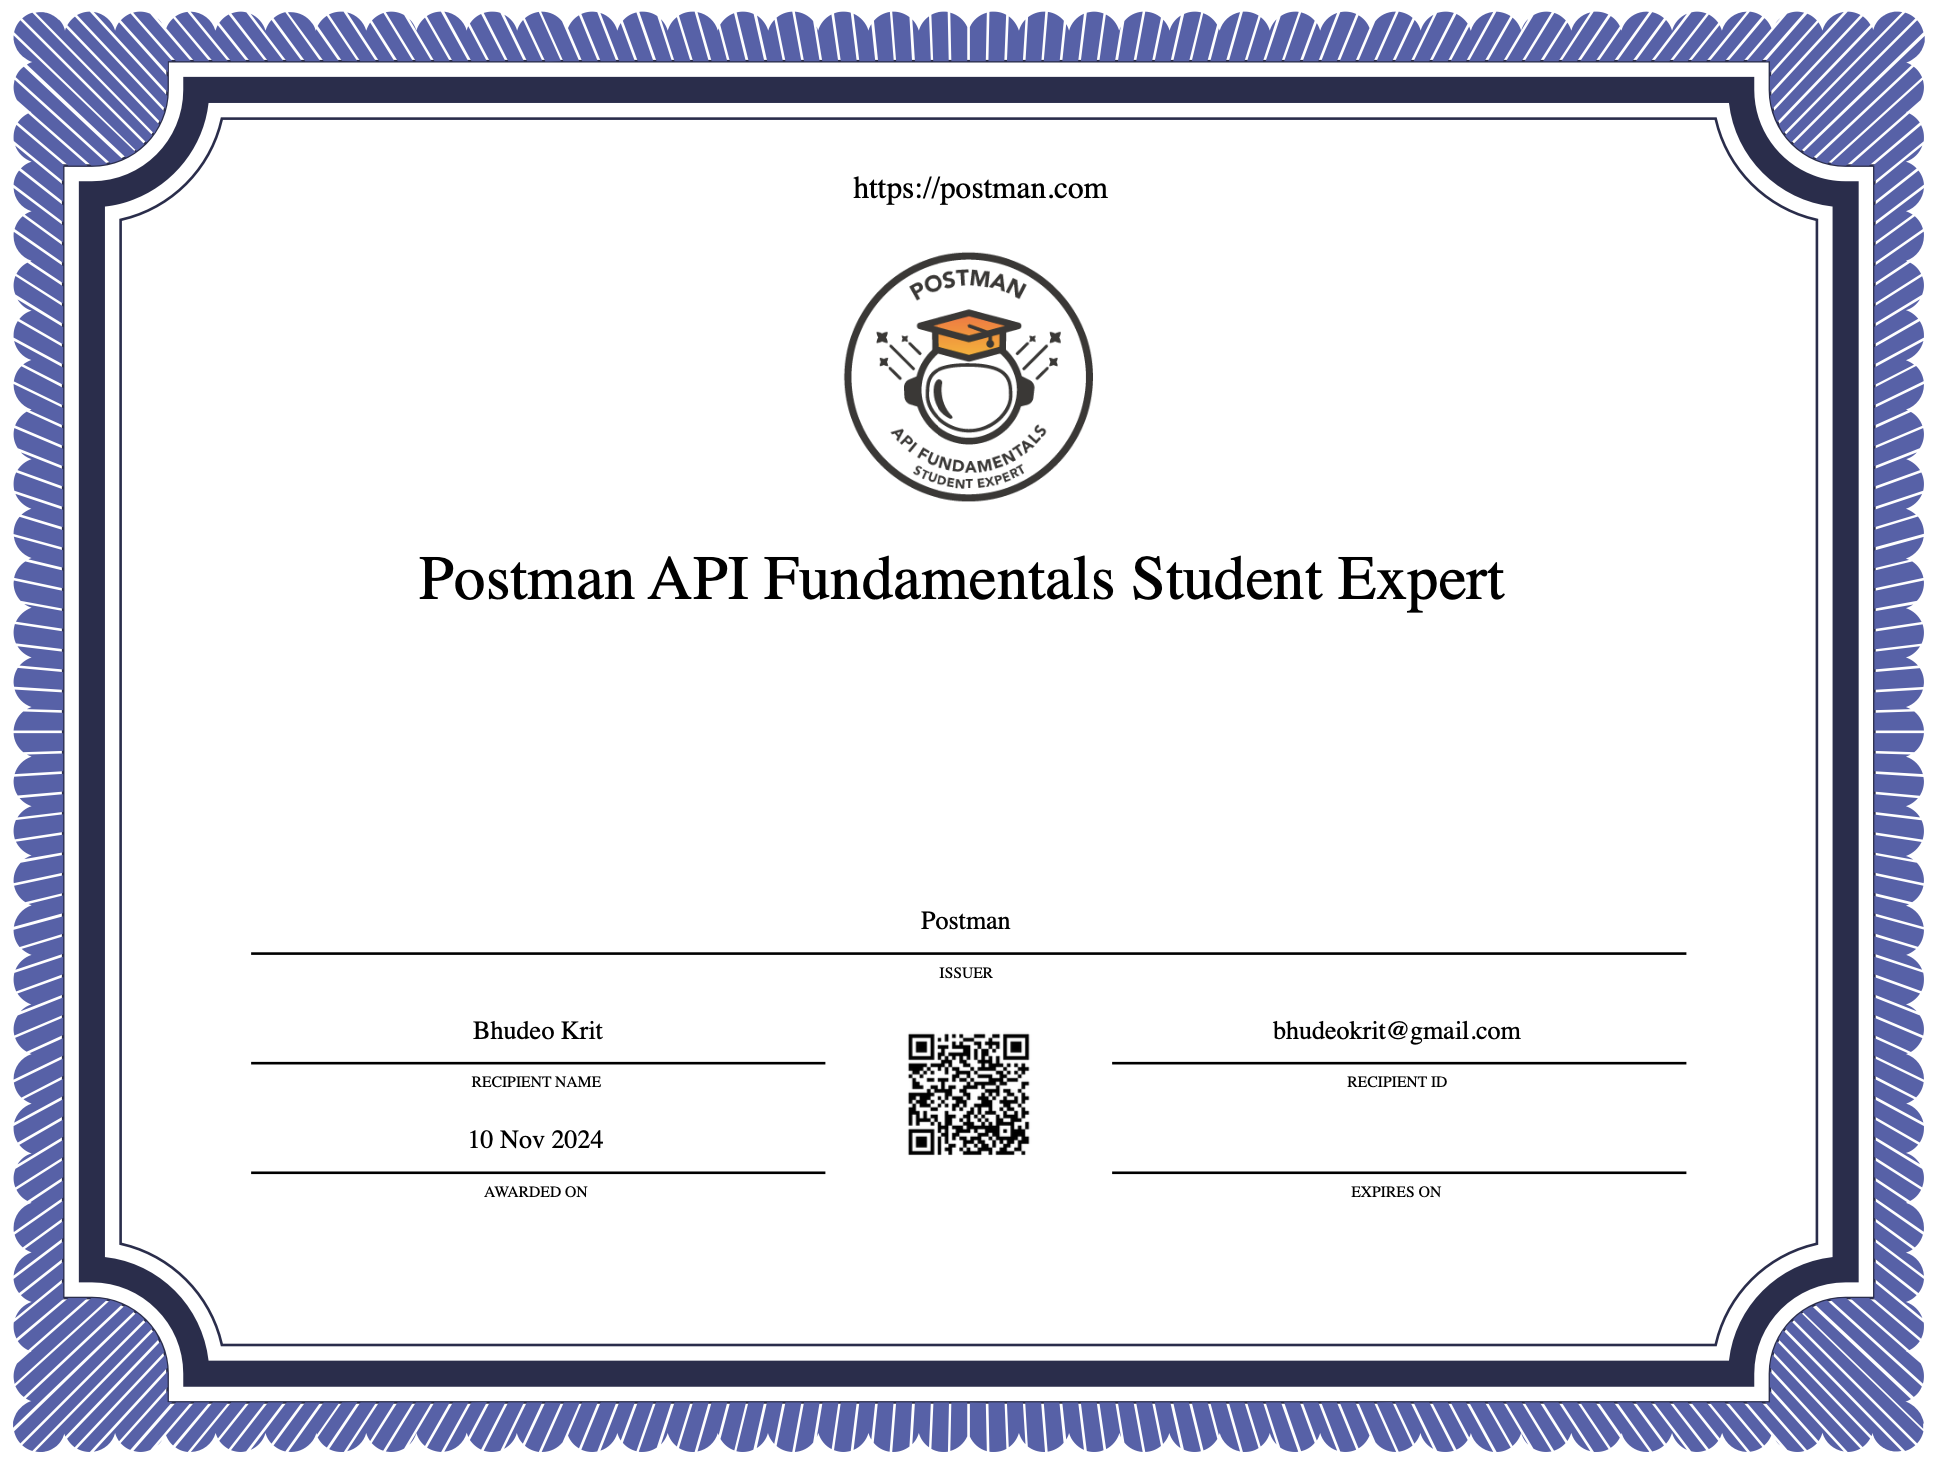 https://postman.com
POSTMAN
API FUNDAMENTALS
STUDENT EXPERT
Postman API Fundamentals Student Expert
Postman
ISSUER
Bhudeo Krit
RECIPIENT NAME
bhudeokrit@gmail.com
RECIPIENT ID
10 Nov 2024
AWARDED ON
EXPIRES ON